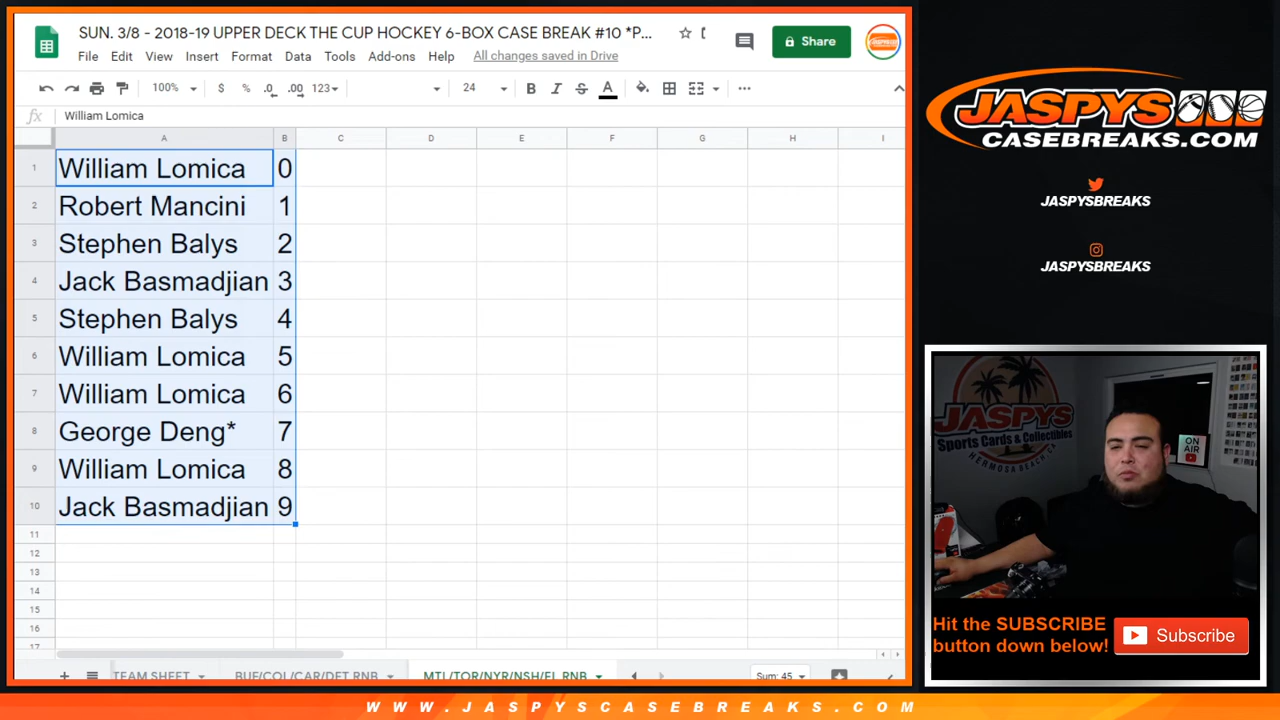 SUN. 3/8 - 2018-19 UPPER DECK THE CUP HOCKEY 6-BOX CASE BREAK #10 *P...
File Edit View Insert Format Data Tools Add-ons Help All changes saved in Drive
Share
100% $ % .0 .00 123 24 B I S A
fx William Lomica
A B C D E F G H I
1 William Lomica 0
2 Robert Mancini 1
3 Stephen Balys 2
4 Jack Basmadjian 3
5 Stephen Balys 4
6 William Lomica 5
7 William Lomica 6
8 George Deng* 7
9 William Lomica 8
10 Jack Basmadjian 9
11
12
13
14
15
16
17
TEAM SHEET BUF/COL/CAR/DET RNB MTL/TOR/NYR/NSH/FL RNB Sum: 45
JASPYS
CASEBREAKS.COM
JASPYSBREAKS
JASPYSBREAKS
JASPYS
Sports Cards & Collectibles
HERMOSA BEACH, CA
ON
AIR
Hit the SUBSCRIBE
button down below!
Subscribe
WWW.JASPYSCASEBREAKS.COM